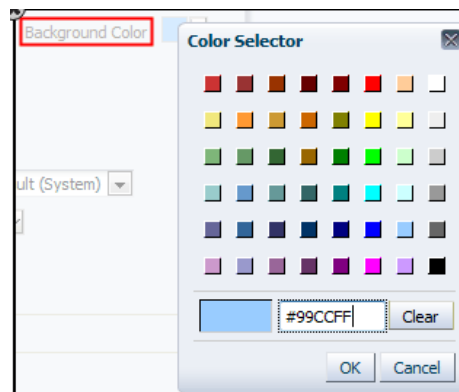 Background Color
Color Selector
ult (System)
#99CCFF
Clear
OK
Cancel